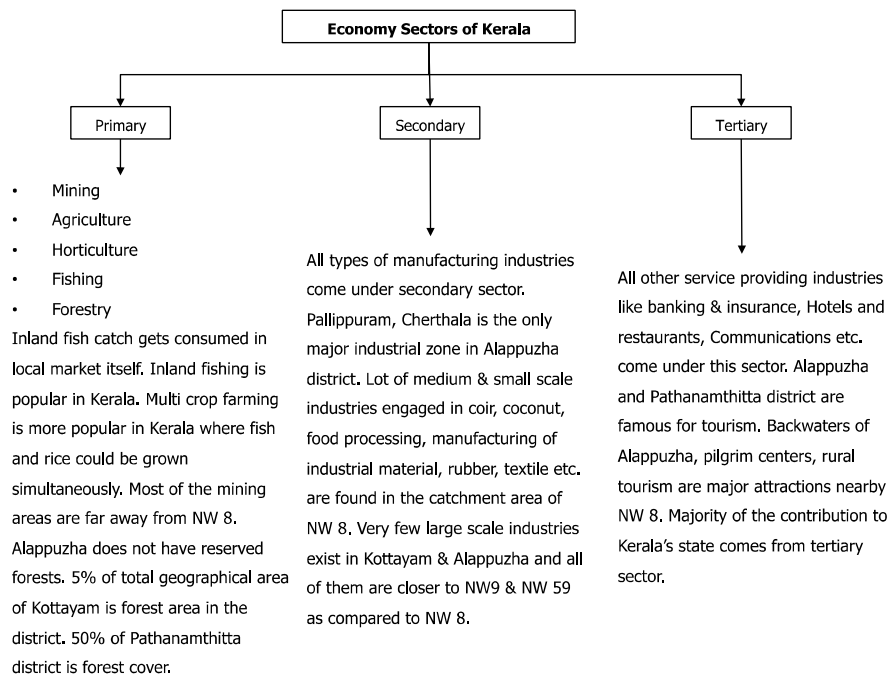 Economy Sectors of Kerala
Primary
Secondary
Tertiary
• Mining
• Agriculture
• Horticulture
• Fishing
• Forestry
Inland fish catch gets consumed in
local market itself. Inland fishing is
popular in Kerala. Multi crop farming
is more popular in Kerala where fish
and rice could be grown
simultaneously. Most of the mining
areas are far away from NW 8.
Alappuzha does not have reserved
forests. 5% of total geographical area
of Kottayam is forest area in the
district. 50% of Pathanamthitta
district is forest cover.
All types of manufacturing industries
come under secondary sector.
Pallippuram, Cherthala is the only
major industrial zone in Alappuzha
district. Lot of medium & small scale
industries engaged in coir, coconut,
food processing, manufacturing of
industrial material, rubber, textile etc.
are found in the catchment area of
NW 8. Very few large scale industries
exist in Kottayam & Alappuzha and all
of them are closer to NW9 & NW 59
as compared to NW 8.
All other service providing industries
like banking & insurance, Hotels and
restaurants, Communications etc.
come under this sector. Alappuzha
and Pathanamthitta district are
famous for tourism. Backwaters of
Alappuzha, pilgrim centers, rural
tourism are major attractions nearby
NW 8. Majority of the contribution to
Kerala's state comes from tertiary
sector.